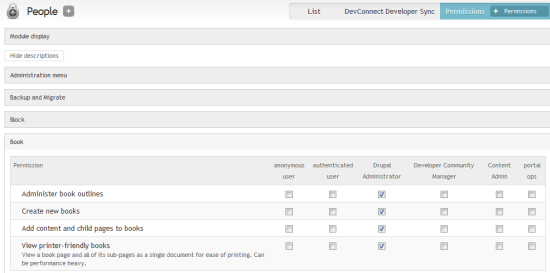 People +
List DevConnect Developer Sync Permissions + Permissions
Module display
Hide descriptions
Administration menu
Backup and Migrate
Block
Book
Permission anonymous user authenticated user Drupal Administrator Developer Community Manager Content Admin portal ops
Administer book outlines
Create new books
Add content and child pages to books
View printer-friendly books
View a book page and all of its sub-pages as a single document for ease of printing. Can
be performance heavy.